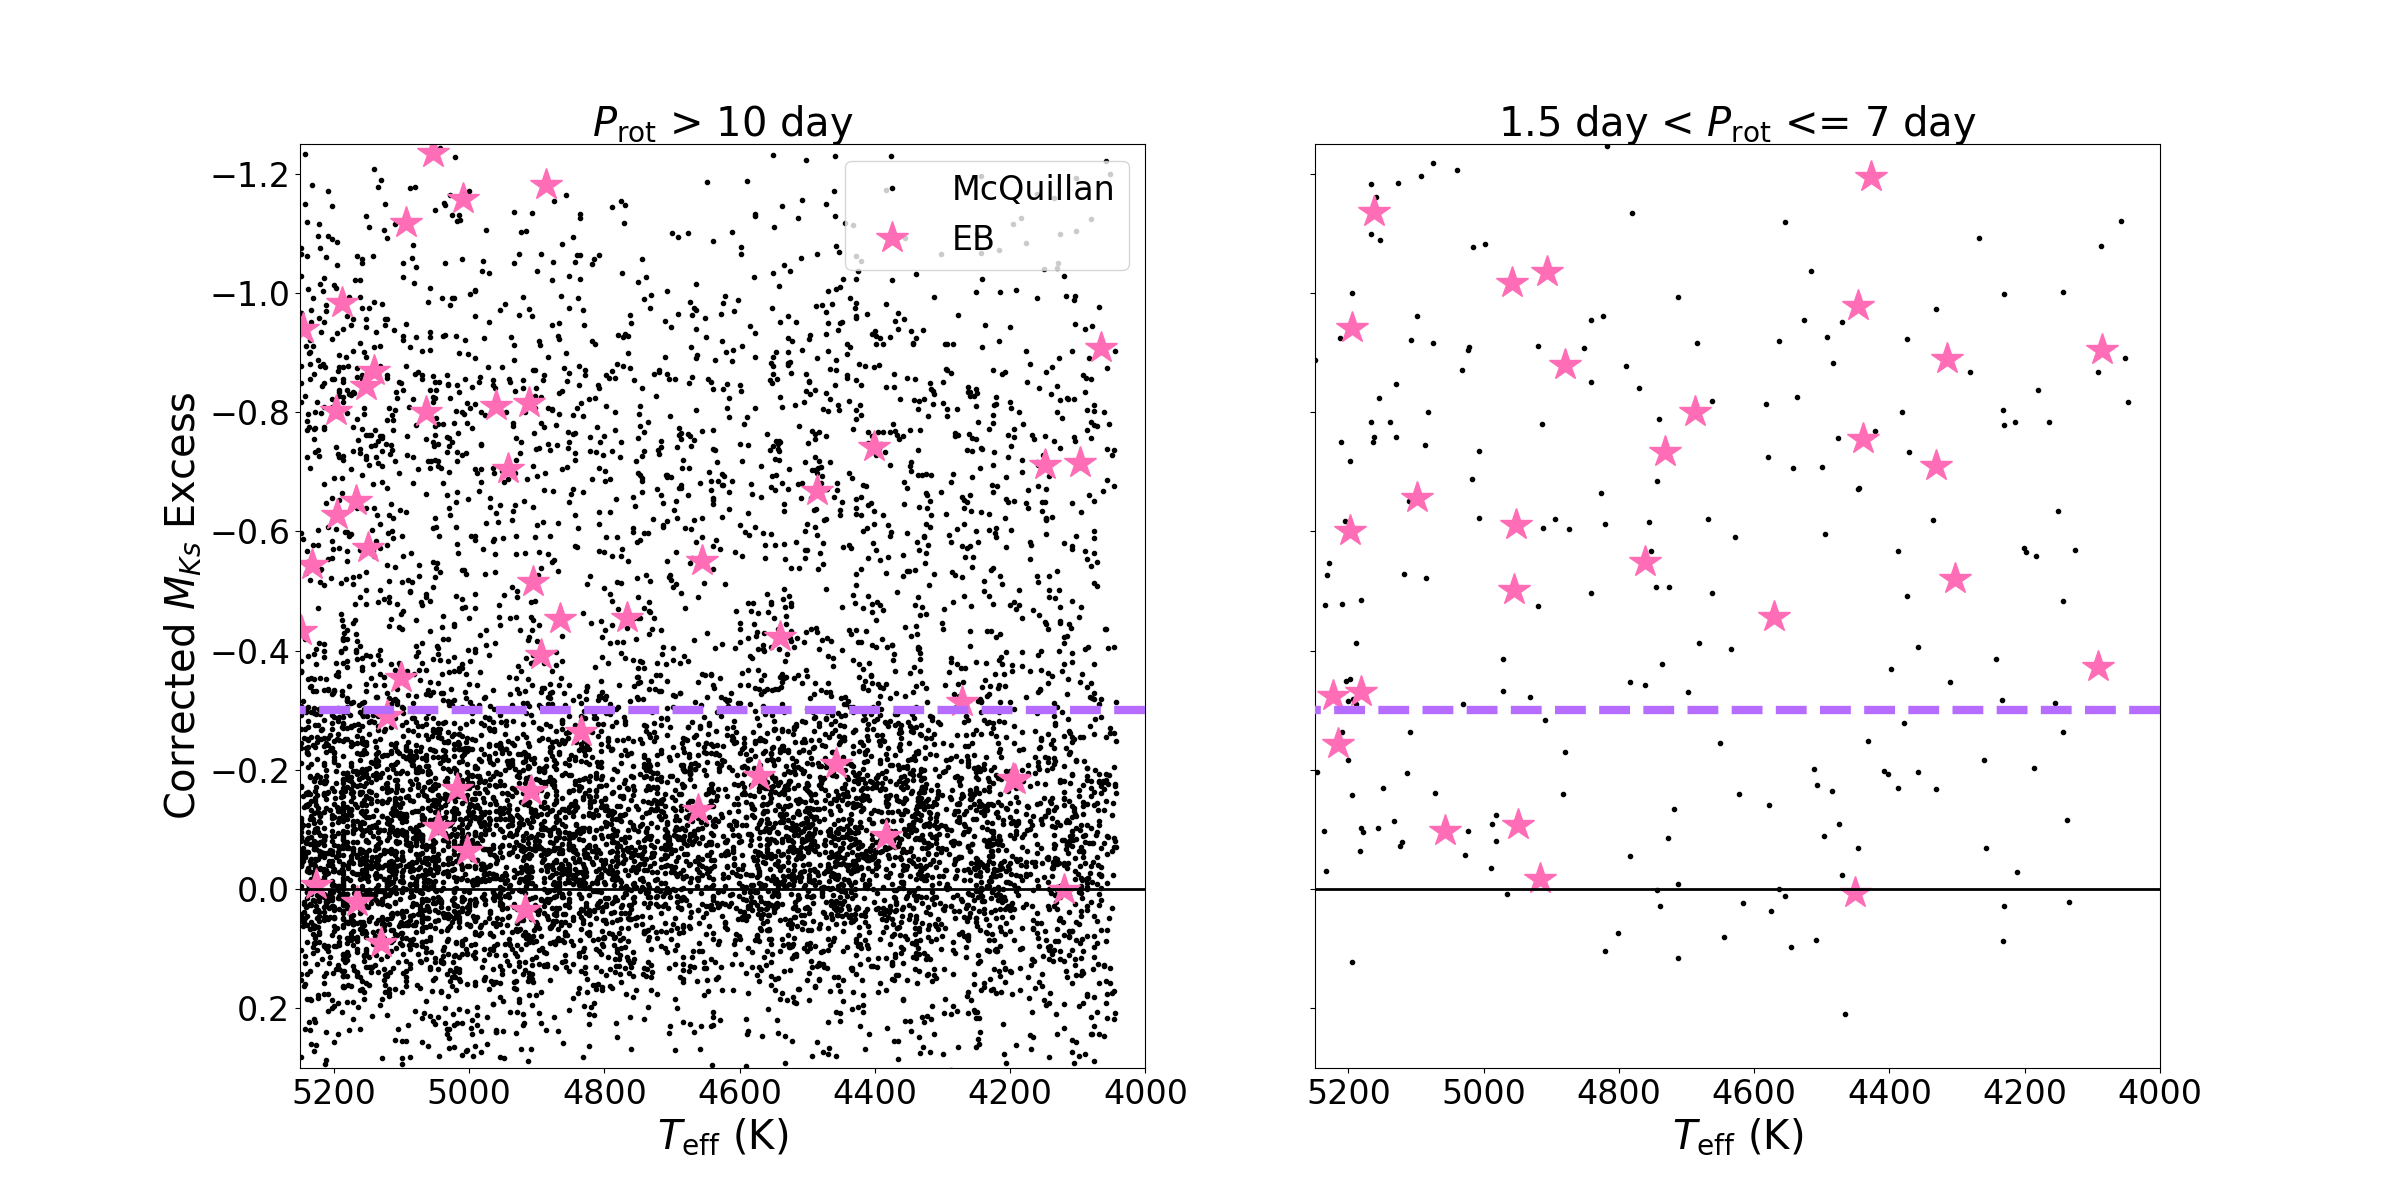 P_rot > 10 day
1.5 day < P_rot <= 7 day
McQuillan
EB
Corrected M_Ks Excess
−1.2
−1.0
−0.8
−0.6
−0.4
−0.2
0.0
0.2
5200 5000 4800 4600 4400 4200 4000
5200 5000 4800 4600 4400 4200 4000
T_eff (K)
T_eff (K)